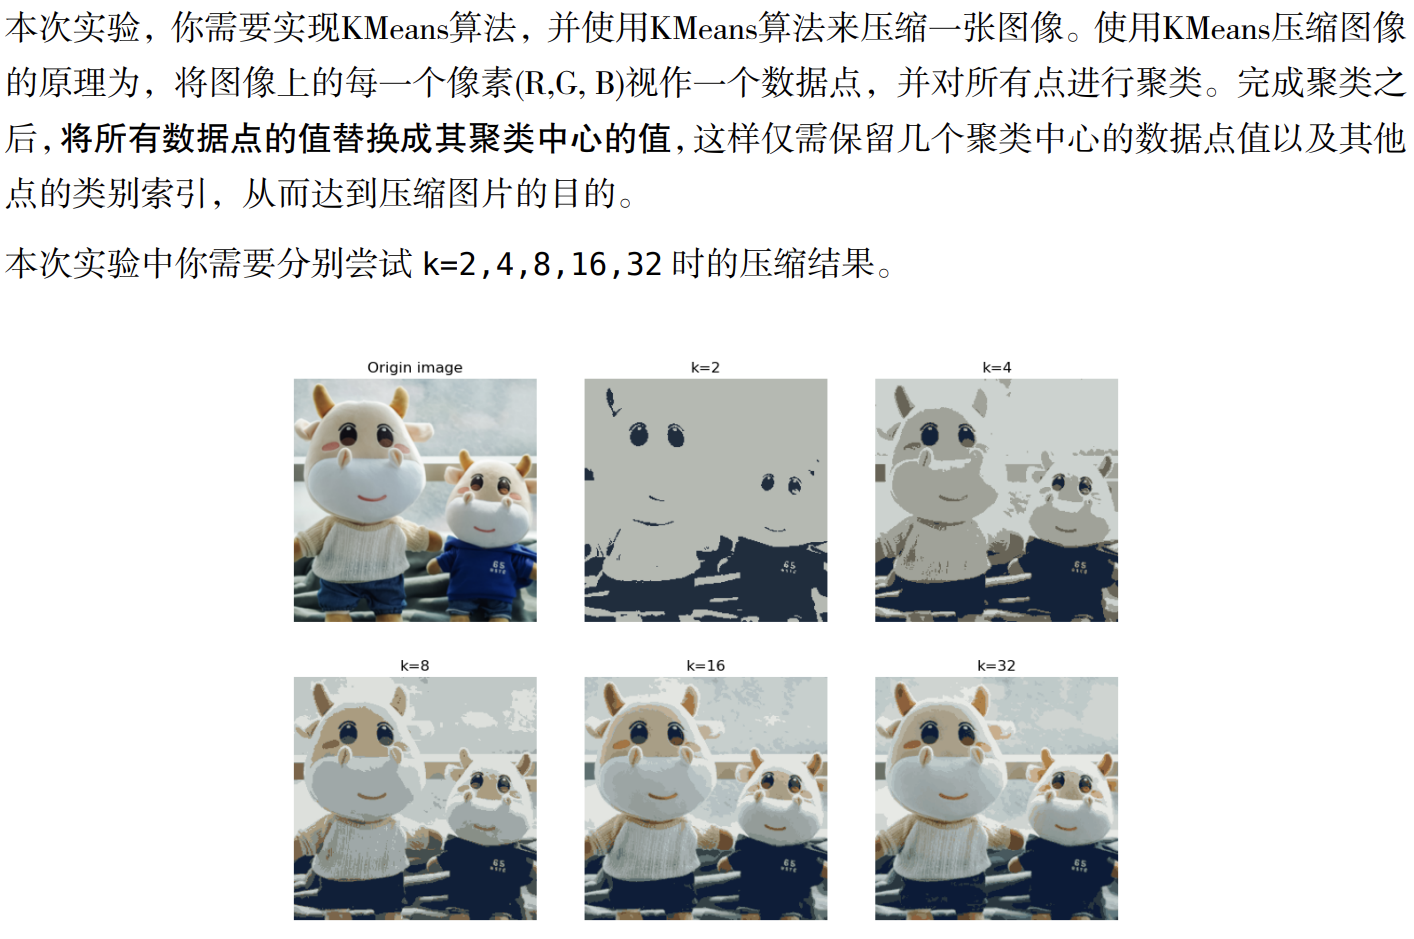 本次实验，你需要实现KMeans算法，并使用KMeans算法来压缩一张图像。使用KMeans压缩图像
的原理为，将图像上的每一个像素(R,G, B)视作一个数据点，并对所有点进行聚类。完成聚类之
后，将所有数据点的值替换成其聚类中心的值，这样仅需保留几个聚类中心的数据点值以及其他
点的类别索引，从而达到压缩图片的目的。
本次实验中你需要分别尝试 k=2,4,8,16,32 时的压缩结果。
Origin image
k=2
k=4
k=8
k=16
k=32